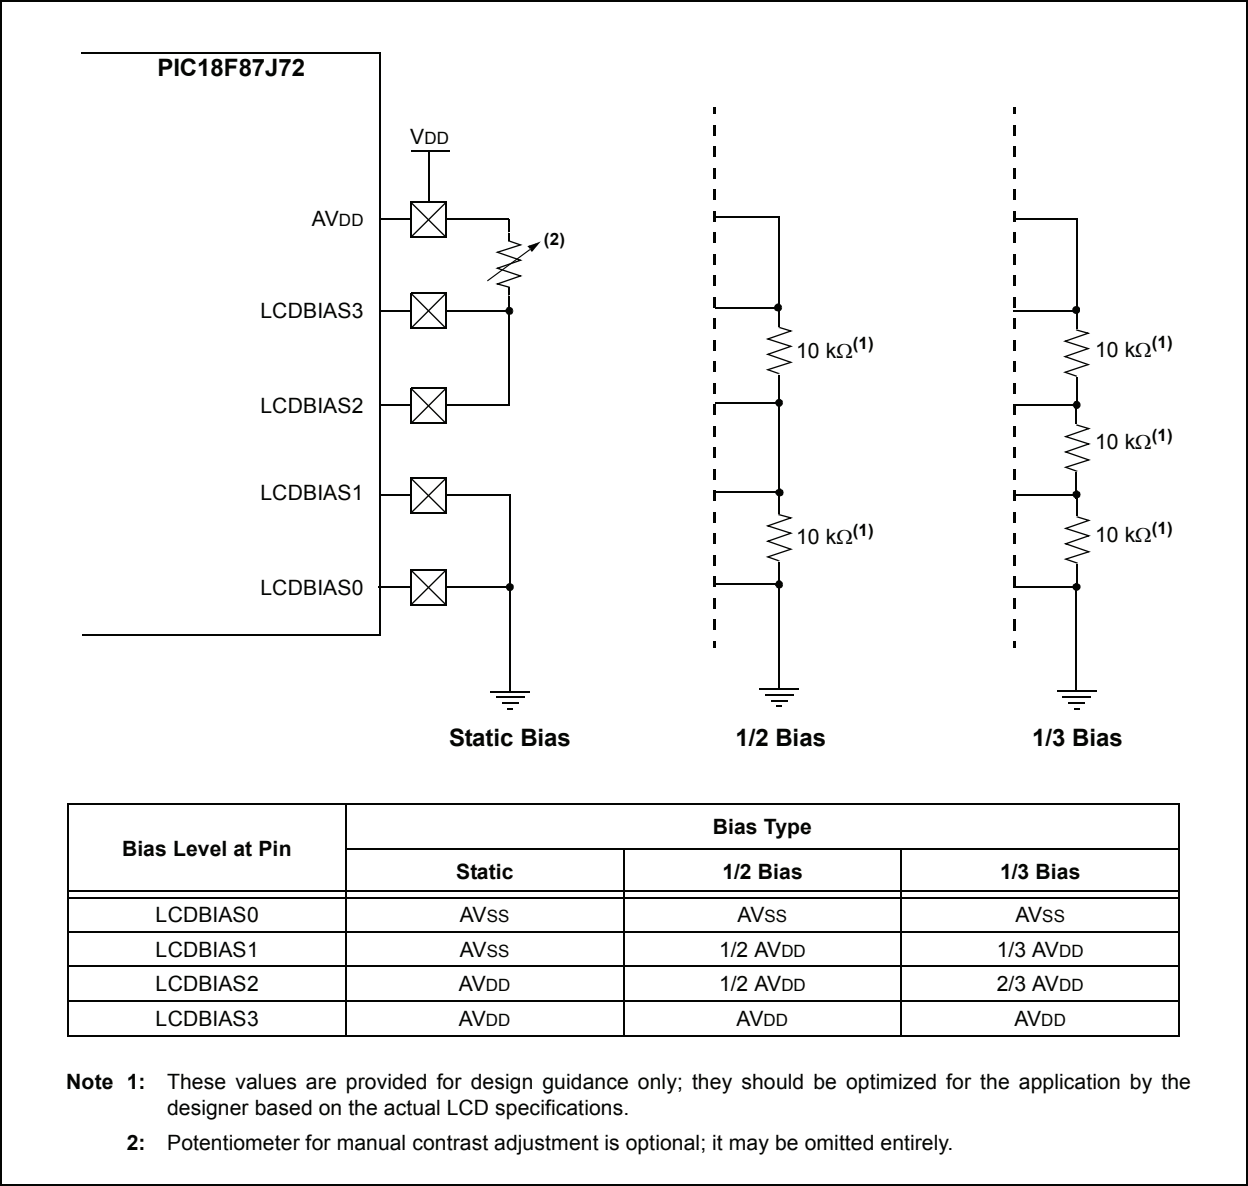 PIC18F87J72
VDD
AVDD
(2)
LCDBIAS3
10 kΩ(1)
10 kΩ(1)
LCDBIAS2
10 kΩ(1)
LCDBIAS1
10 kΩ(1)
10 kΩ(1)
LCDBIAS0
Static Bias
1/2 Bias
1/3 Bias
Bias Level at Pin
Bias Type
Static
1/2 Bias
1/3 Bias
LCDBIAS0
AVSS
AVSS
AVSS
LCDBIAS1
AVSS
1/2 AVDD
1/3 AVDD
LCDBIAS2
AVDD
1/2 AVDD
2/3 AVDD
LCDBIAS3
AVDD
AVDD
AVDD
Note 1: These values are provided for design guidance only; they should be optimized for the application by the
designer based on the actual LCD specifications.
2: Potentiometer for manual contrast adjustment is optional; it may be omitted entirely.